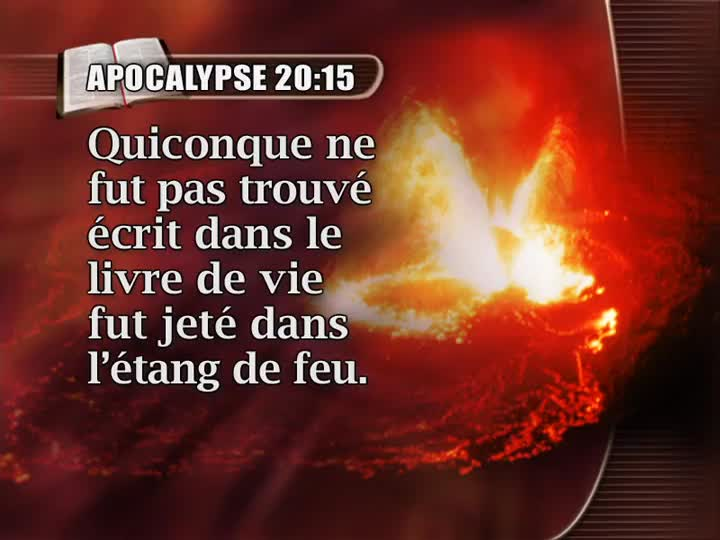 APOCALYPSE 20:15
Quiconque ne
fut pas trouvé
écrit dans le
livre de vie
fut jeté dans
l’étang de feu.